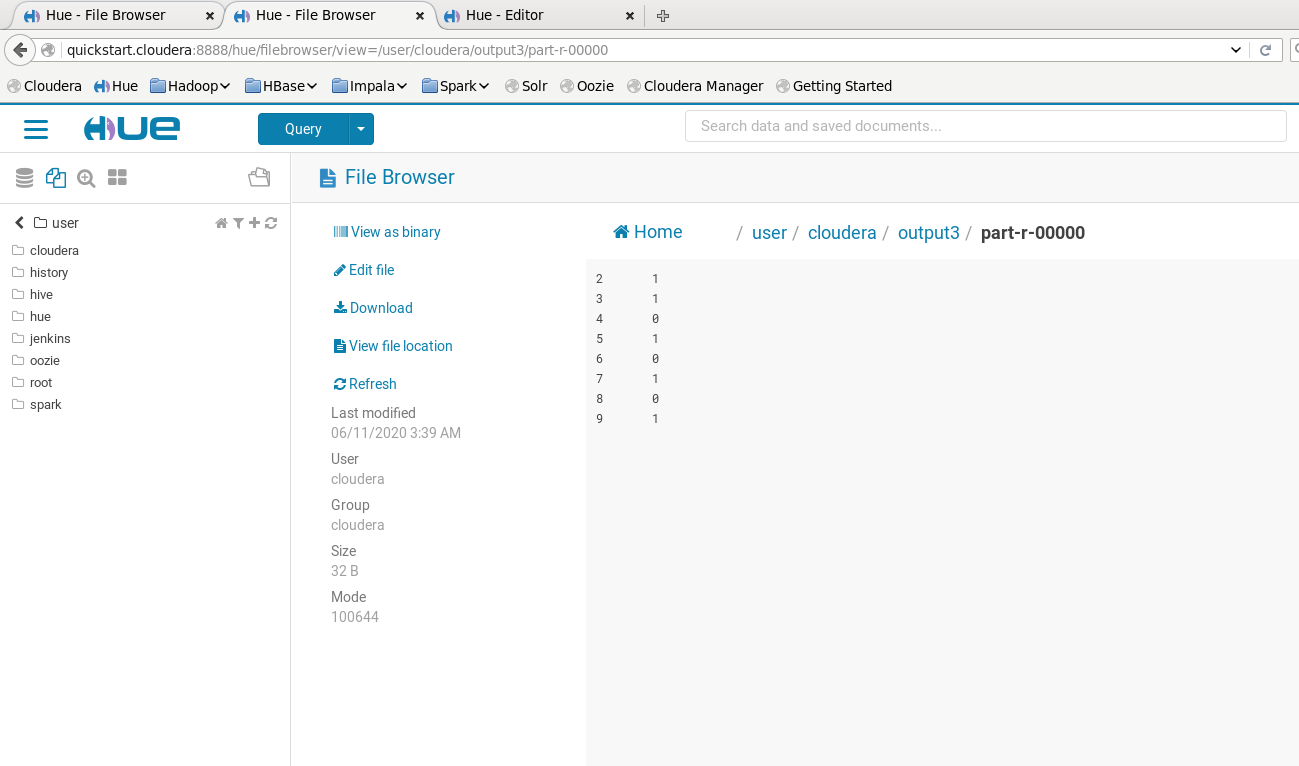 Hue - File Browser Hue - File Browser Hue - Editor
quickstart.cloudera:8888/hue/filebrowser/view=/user/cloudera/output3/part-r-00000
Cloudera Hue Hadoop HBase Impala Spark Solr Oozie Cloudera Manager Getting Started
HUE Query Search data and saved documents...
File Browser
user
cloudera
history
hive
hue
jenkins
oozie
root
spark
View as binary
Edit file
Download
View file location
Refresh
Last modified
06/11/2020 3:39 AM
User
cloudera
Group
cloudera
Size
32 B
Mode
100644
Home / user / cloudera / output3 / part-r-00000
2 1
3 1
4 0
5 1
6 0
7 1
8 0
9 1